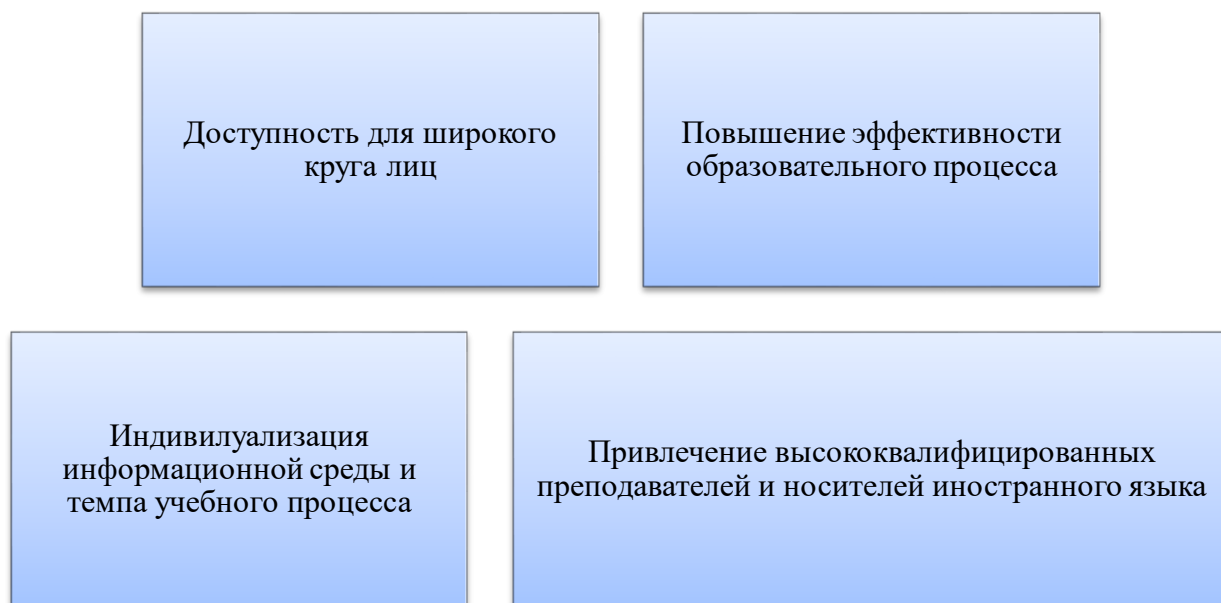 Доступность для широкого
круга лиц
Повышение эффективности
образовательного процесса
Индивилуализация
информационной среды и
темпа учебного процесса
Привлечение высококвалифицированных
преподавателей и носителей иностранного языка